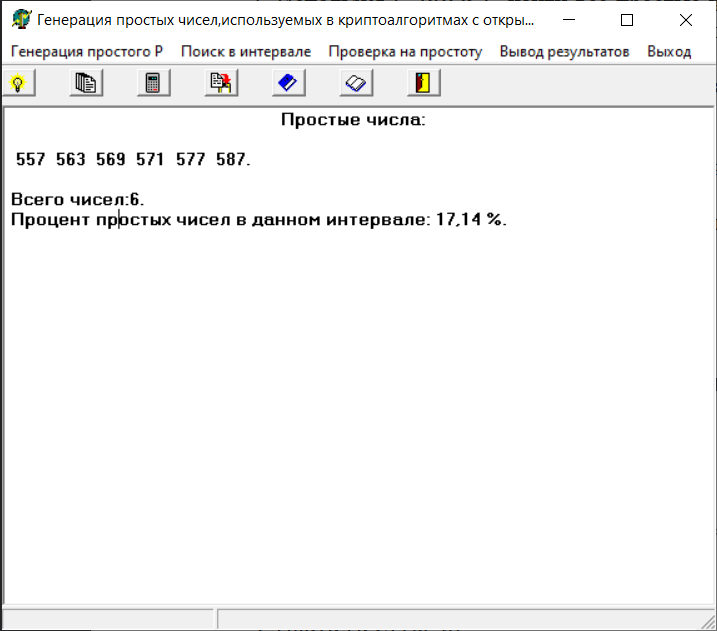 Генерация простых чисел,используемых в криптоалгоритмах с откры...
Генерация простого P Поиск в интервале Проверка на простоту Вывод результатов Выход
Простые числа:
557 563 569 571 577 587.
Всего чисел:6.
Процент простых чисел в данном интервале: 17,14 %.